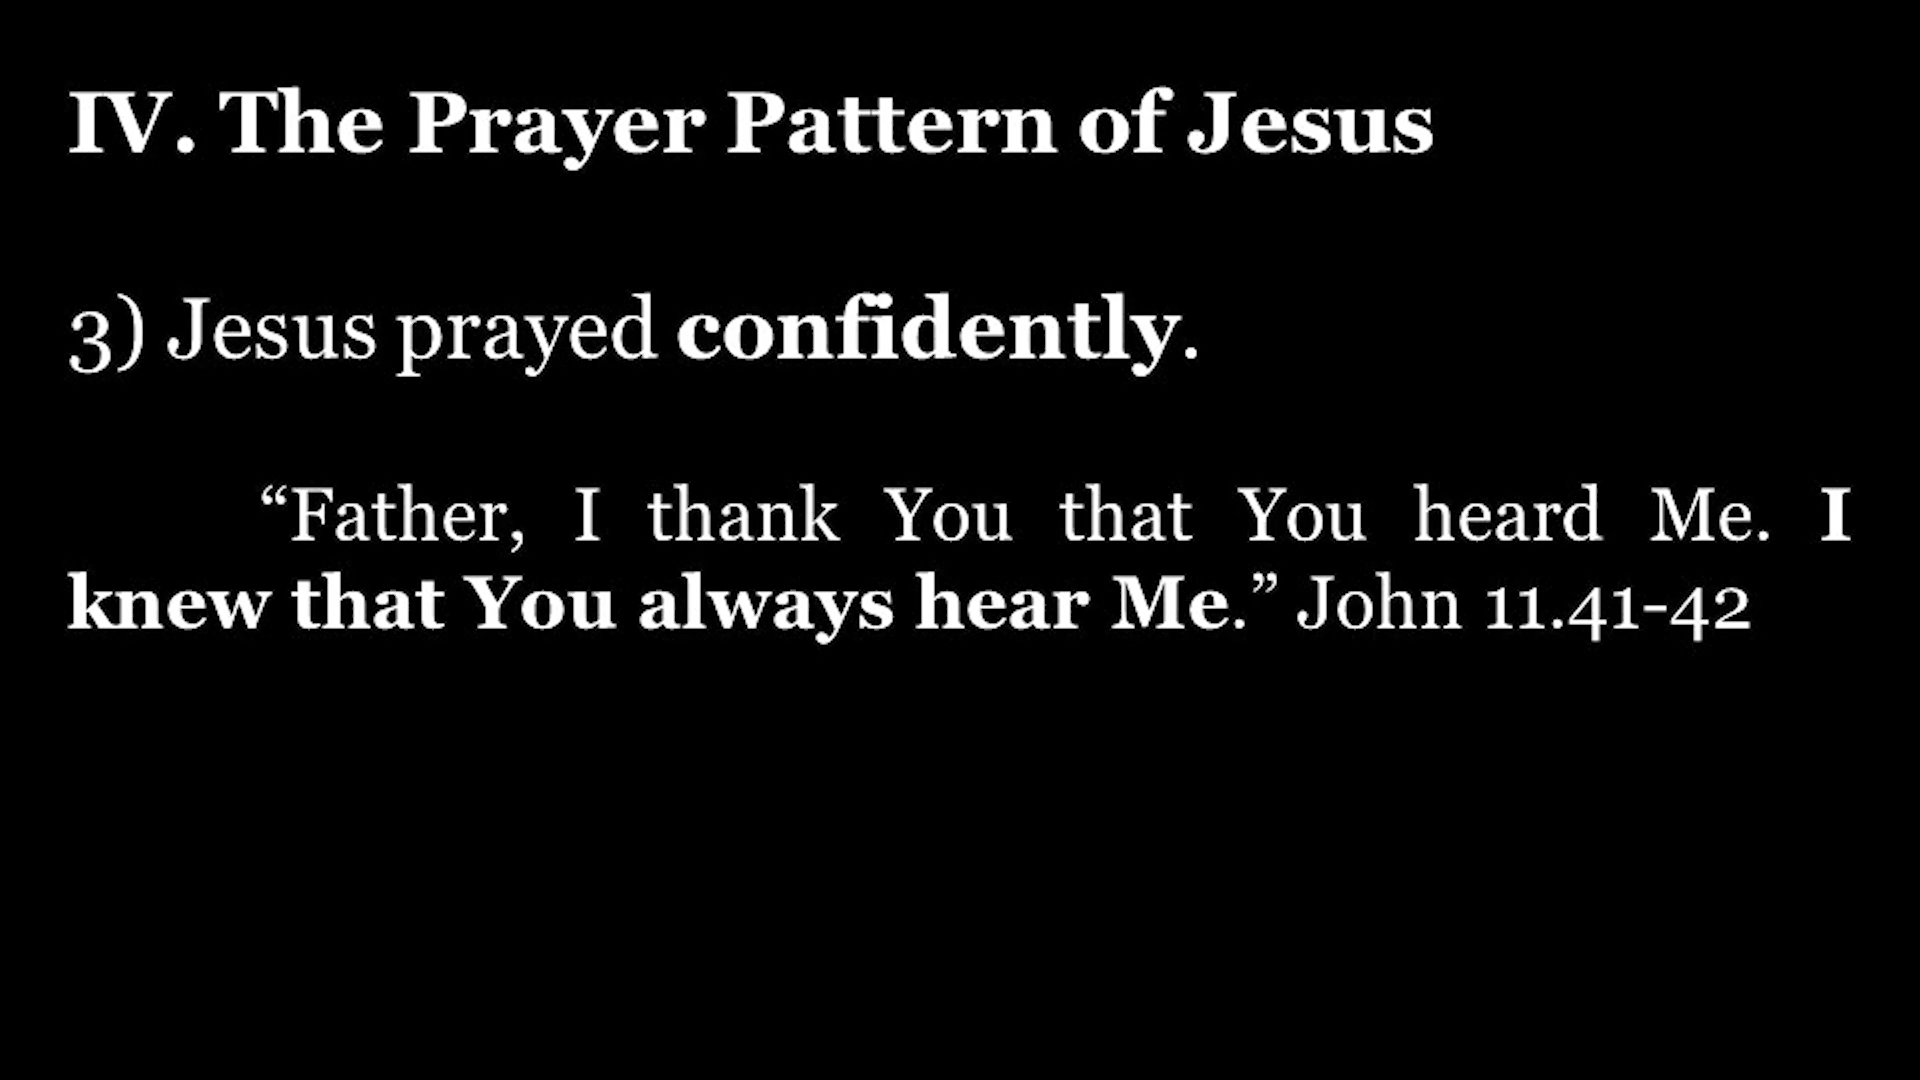 IV. The Prayer Pattern of Jesus
3) Jesus prayed confidently.
“Father, I thank You that You heard Me. I
knew that You always hear Me.” John 11.41-42